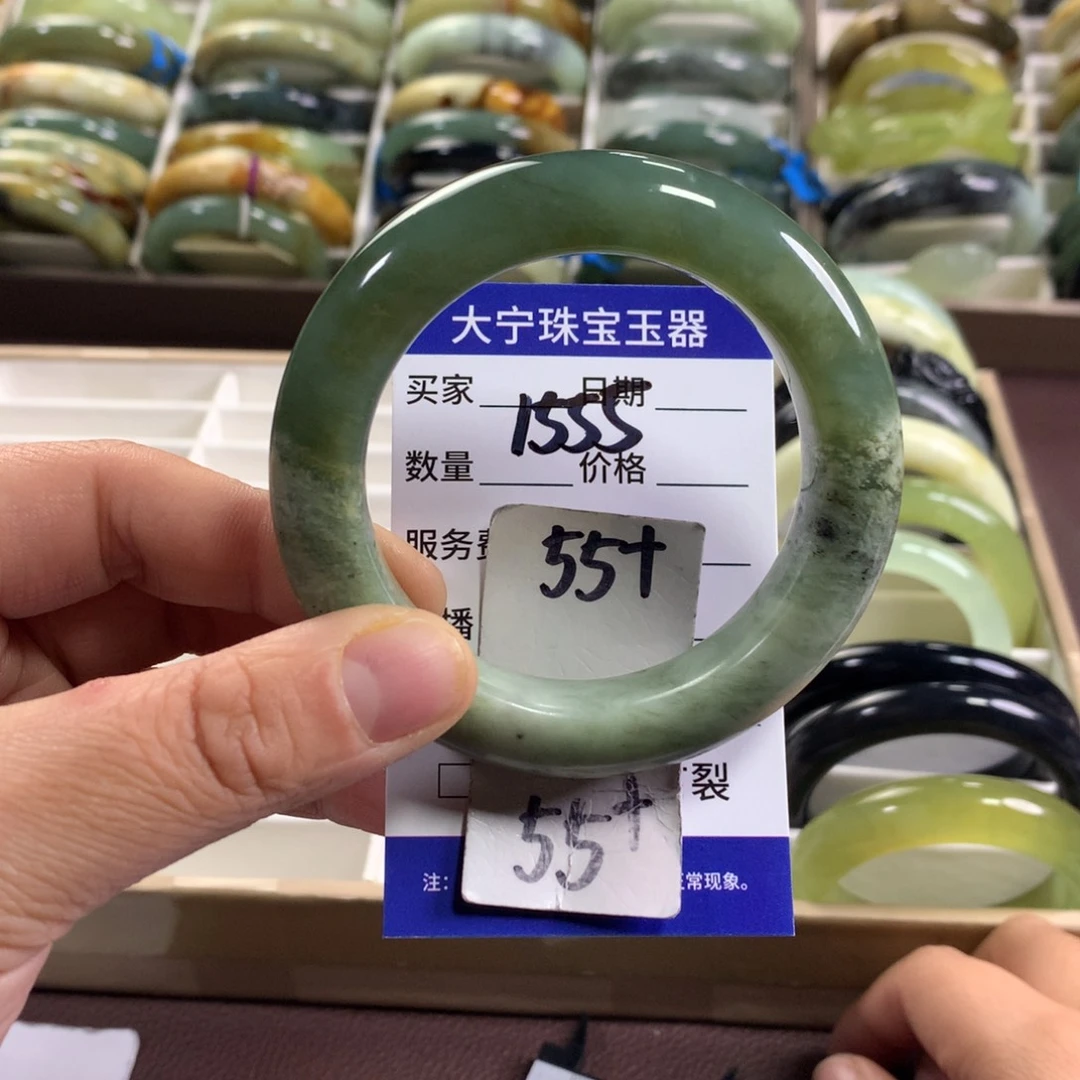 大宁珠宝玉器
买家 日期
1555
数量 价格
服务费
播
55+
裂
55+
注: 正常现象。